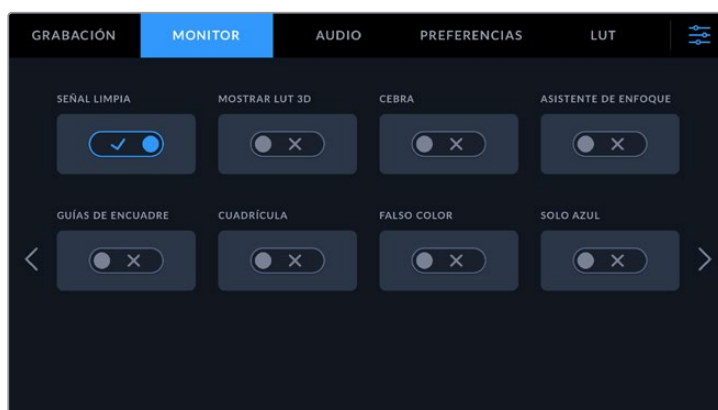 GRABACIÓN MONITOR AUDIO PREFERENCIAS LUT
SEÑAL LIMPIA MOSTRAR LUT 3D CEBRA ASISTENTE DE ENFOQUE
GUÍAS DE ENCUADRE CUADRÍCULA FALSO COLOR SOLO AZUL